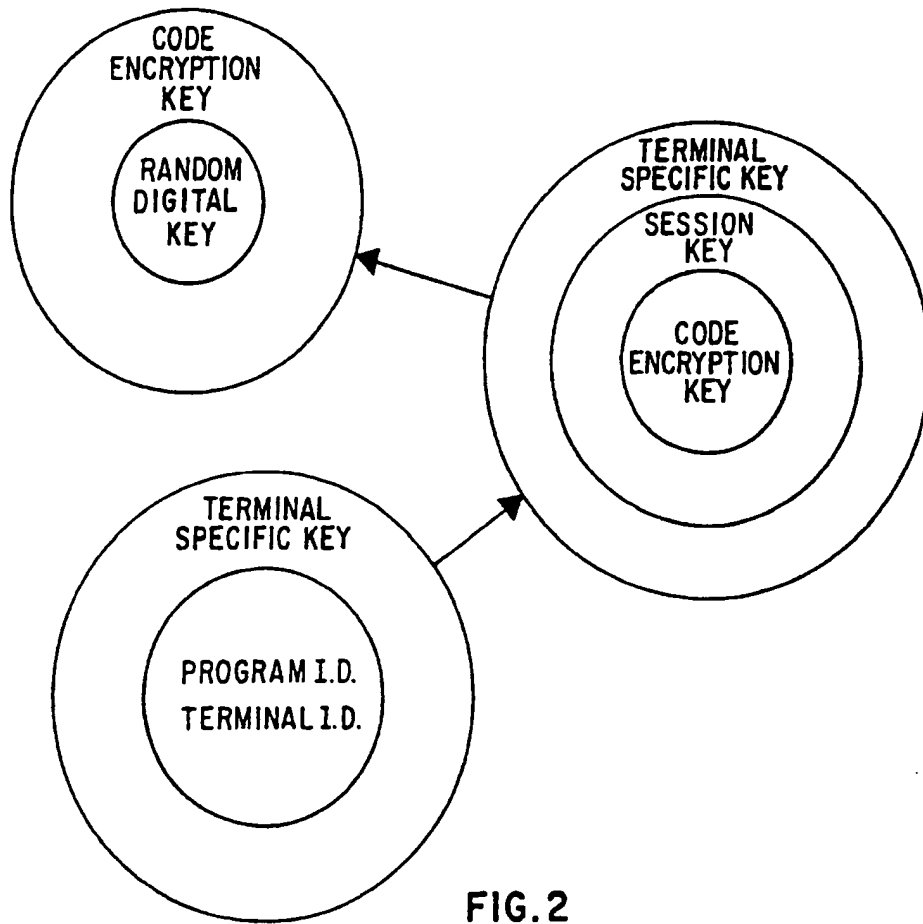 CODE
ENCRYPTION
KEY
RANDOM
DIGITAL
KEY
TERMINAL
SPECIFIC KEY
SESSION
KEY
CODE
ENCRYPTION
KEY
TERMINAL
SPECIFIC KEY
PROGRAM I.D.
TERMINAL I.D.
FIG.2